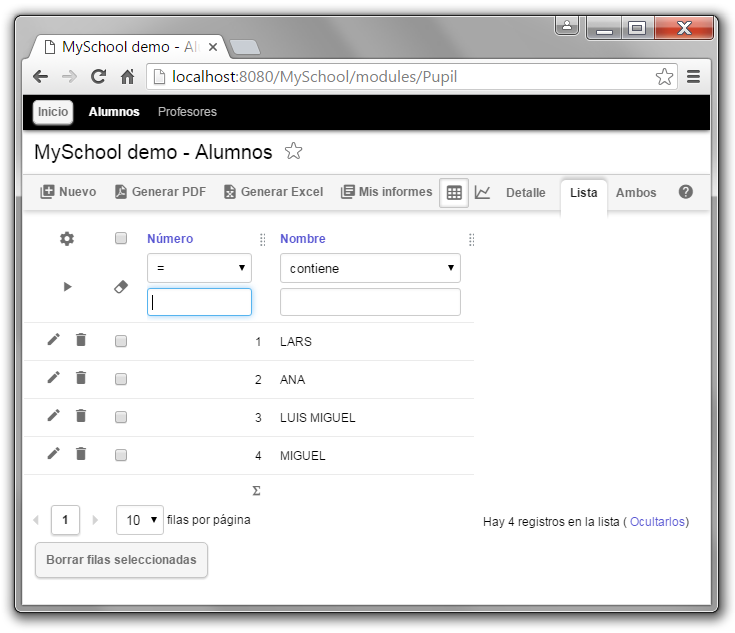 MySchool demo - A
localhost:8080/MySchool/modules/Pupil
Inicio Alumnos Profesores
MySchool demo - Alumnos
Nuevo Generar PDF Generar Excel Mis informes Detalle Lista Ambos ?
Número Nombre
= contiene
1 LARS
2 ANA
3 LUIS MIGUEL
4 MIGUEL
Σ
1 10 filas por página Hay 4 registros en la lista ( Ocultarlos)
Borrar filas seleccionadas